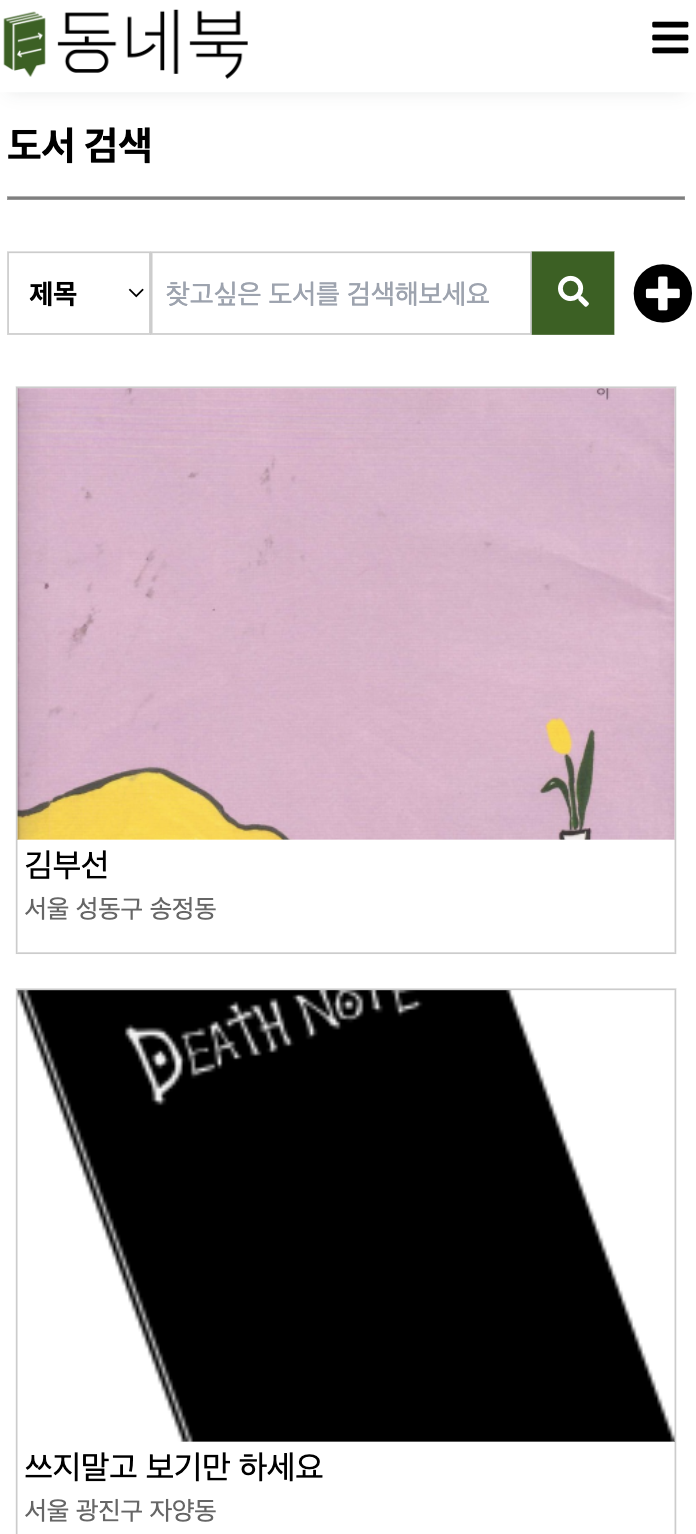 동네북
도서 검색
제목
찾고싶은 도서를 검색해보세요
이
김부선
서울 성동구 송정동
DEATH NOTE
쓰지말고 보기만 하세요
서울 광진구 자양동